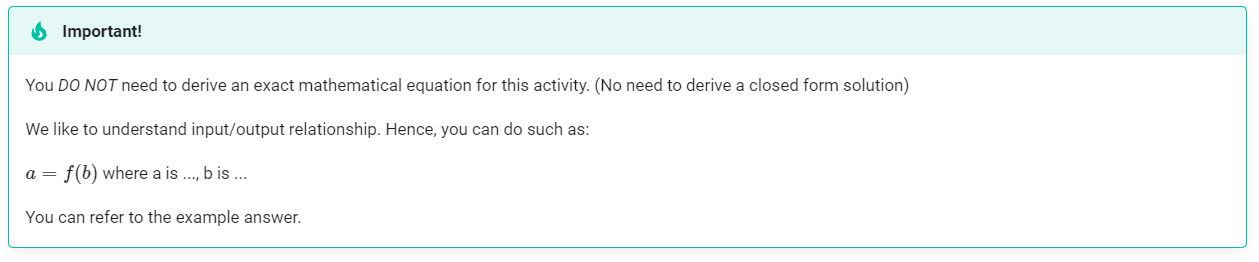 Important!
You DO NOT need to derive an exact mathematical equation for this activity. (No need to derive a closed form solution)
We like to understand input/output relationship. Hence, you can do such as:
a = f(b) where a is ..., b is ...
You can refer to the example answer.